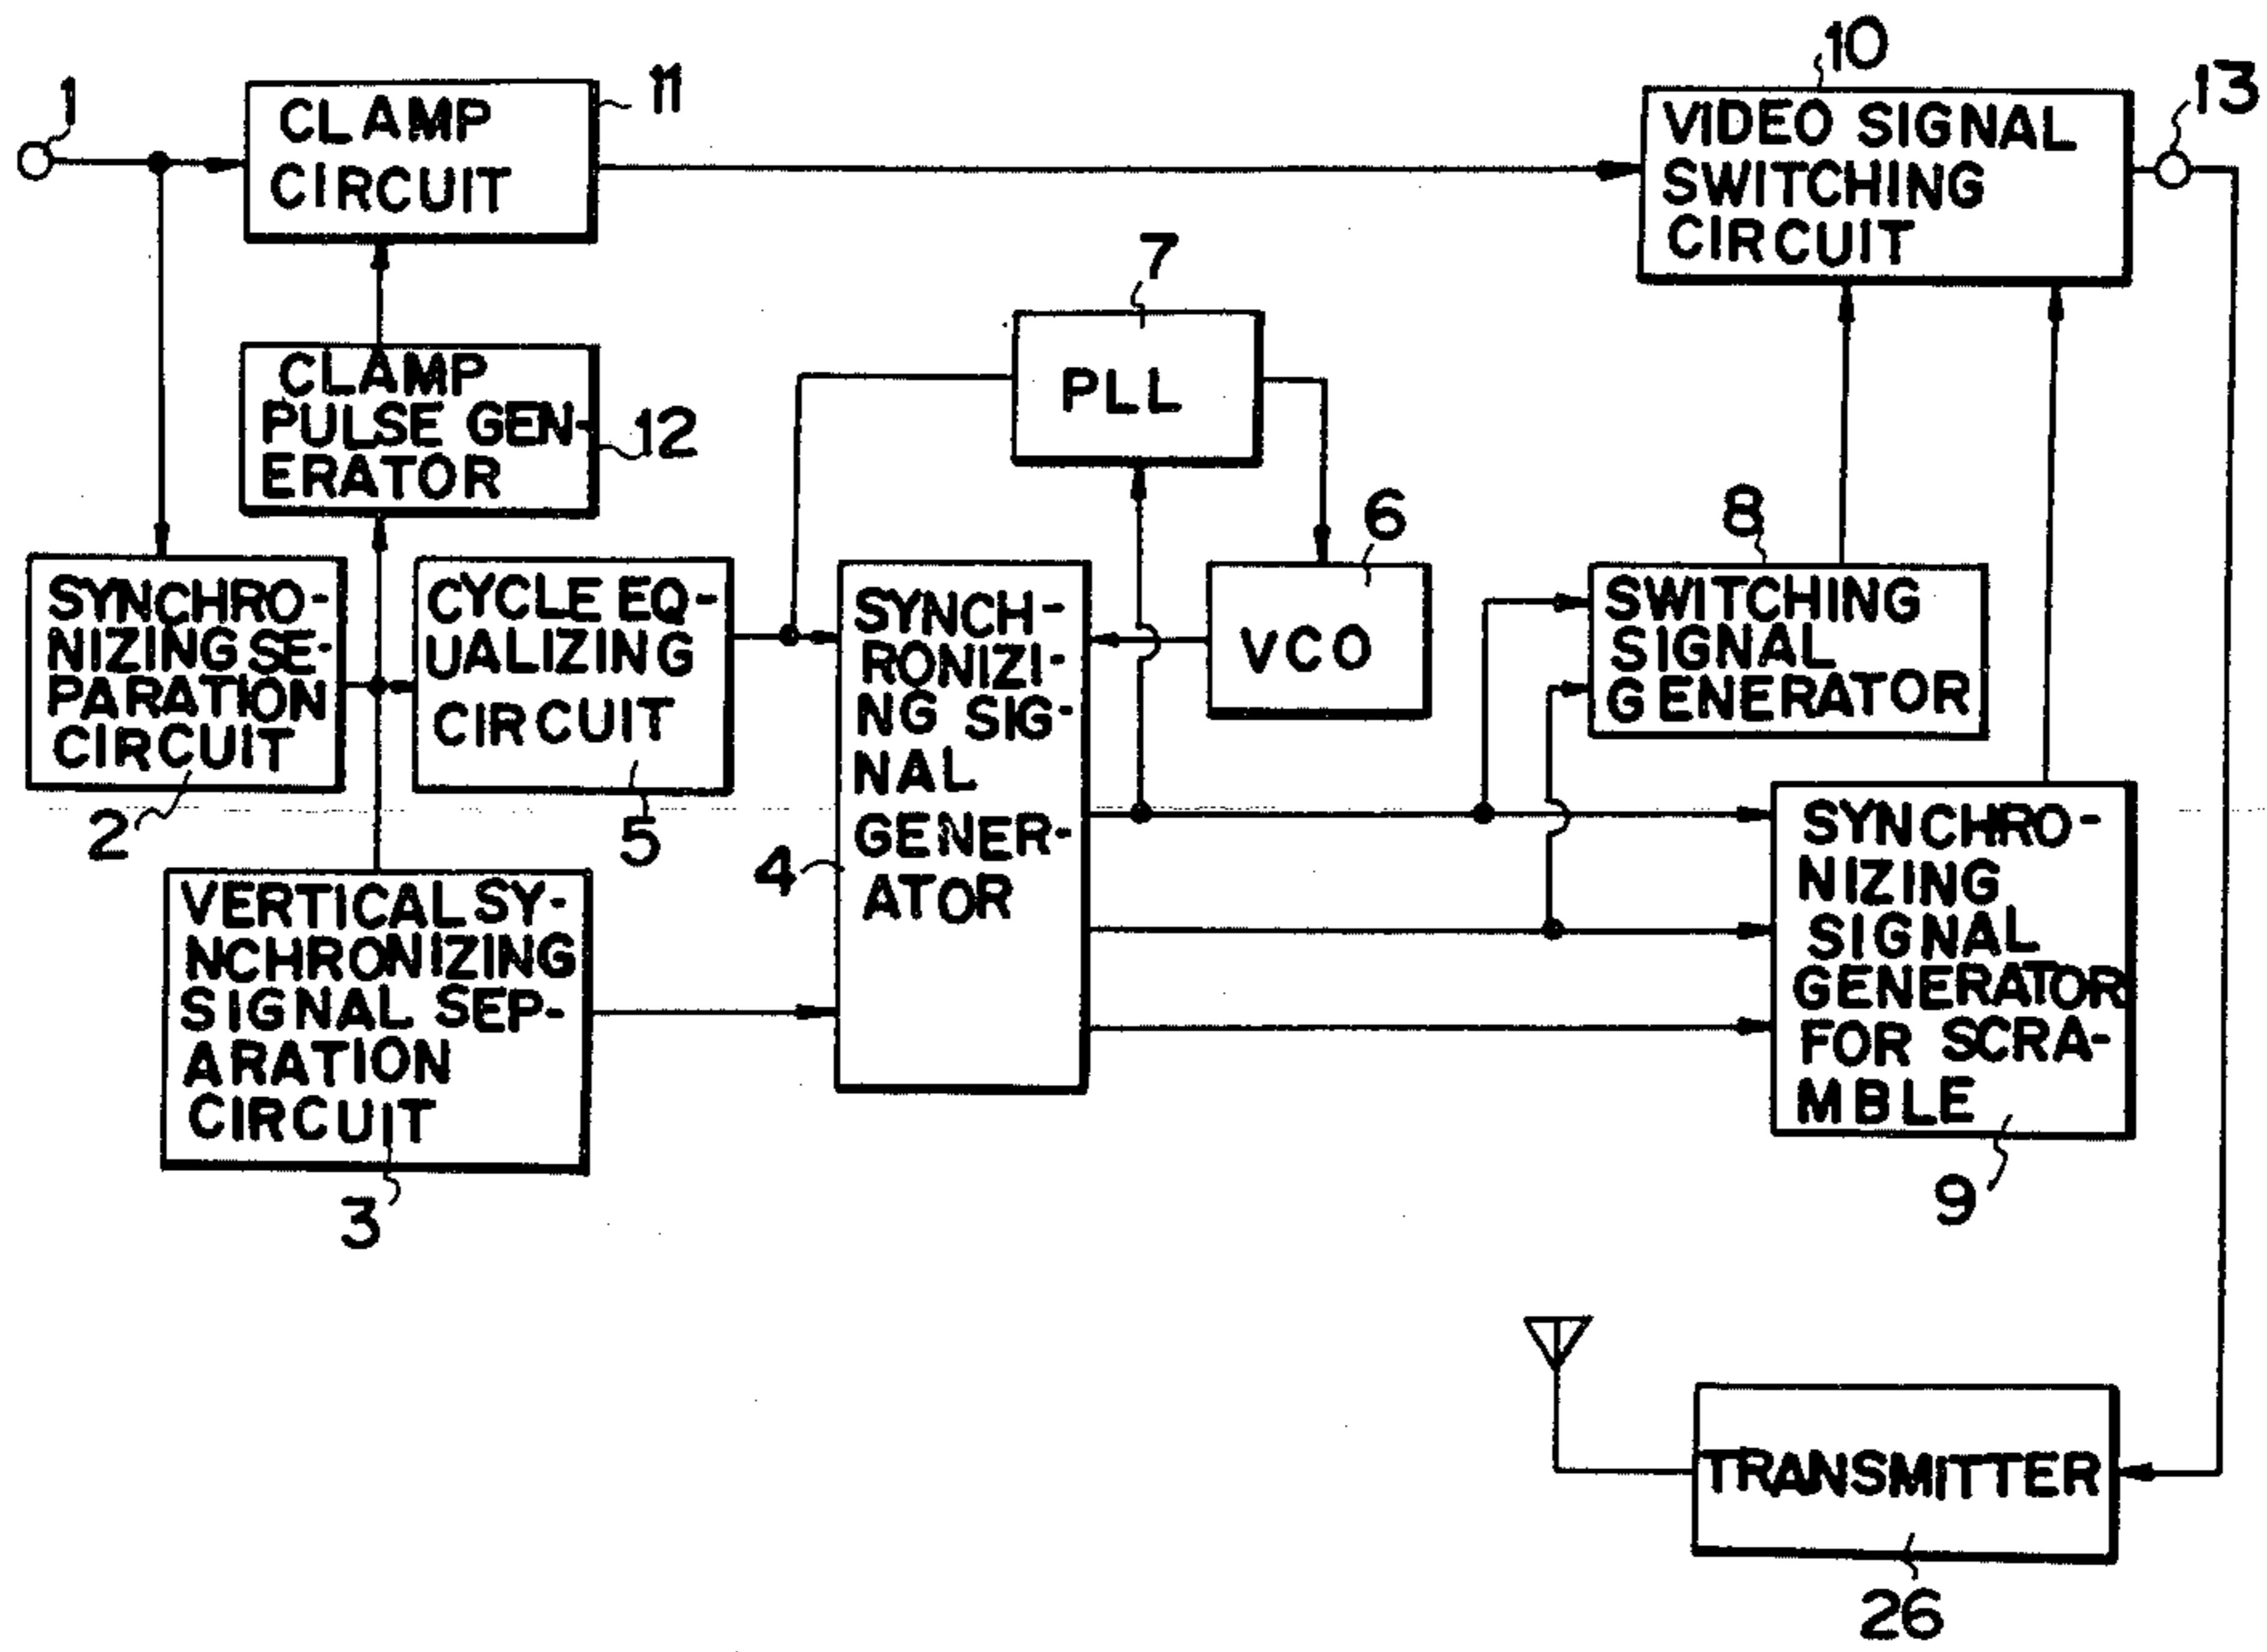 1
CLAMP
CIRCUIT
11
VIDEO SIGNAL
SWITCHING
CIRCUIT
10
13
CLAMP
PULSE GEN-
ERATOR
12
PLL
7
SYNCHRO-
NIZING SE-
PARATION
CIRCUIT
2
CYCLE EQ-
UALIZING
CIRCUIT
5
SYNCH-
RONIZI-
NG SIG-
NAL
GENER-
ATOR
4
VCO
6
SWITCHING
SIGNAL
GENERATOR
8
VERTICAL SY-
NCHRONIZING
SIGNAL SEP-
ARATION
CIRCUIT
3
SYNCHRO-
NIZING
SIGNAL
GENERATOR
FOR SCRA-
MBLE
9
TRANSMITTER
26